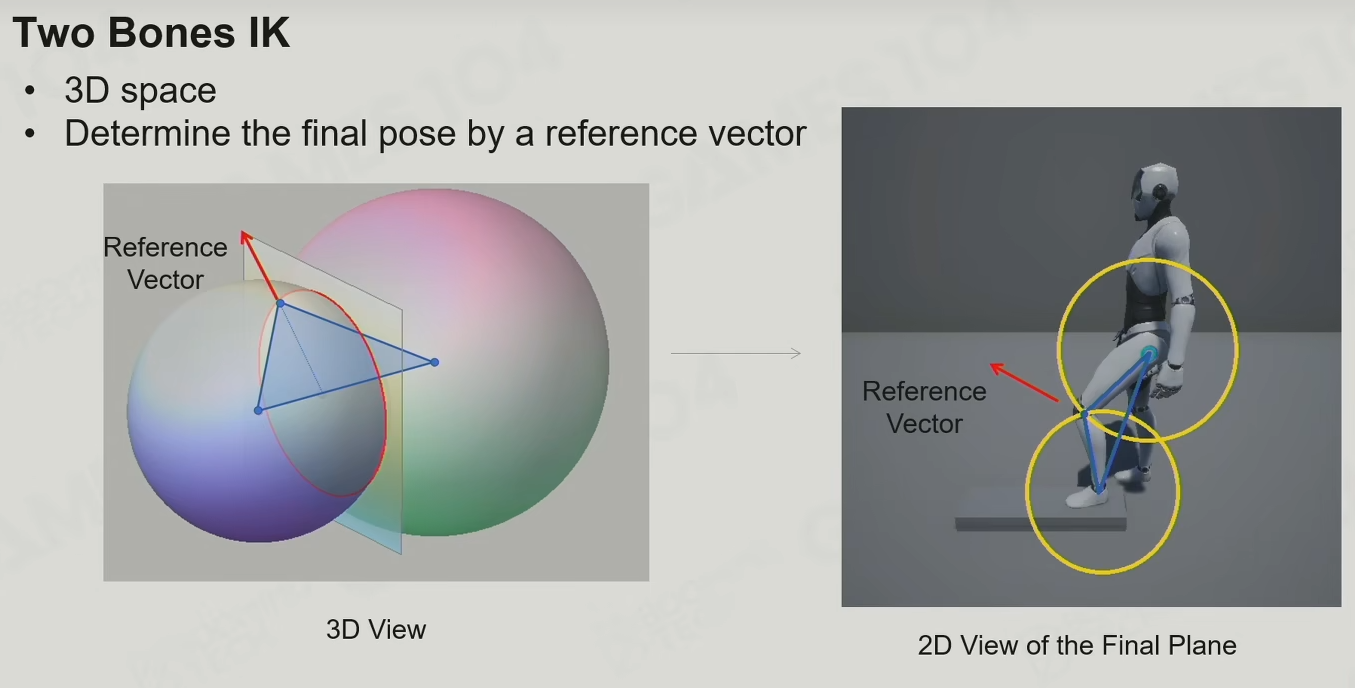 Two Bones IK
• 3D space
• Determine the final pose by a reference vector
Reference
Vector
3D View
Reference
Vector
2D View of the Final Plane